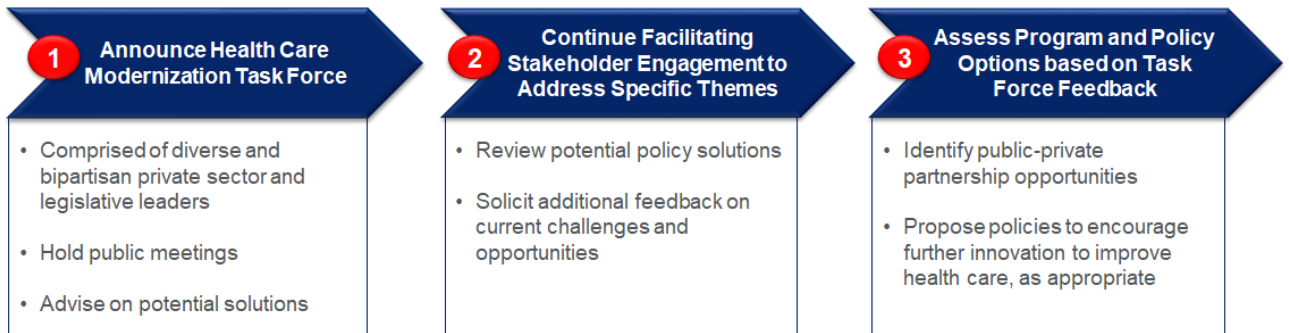 1
Announce Health Care
Modernization Task Force
• Comprised of diverse and
bipartisan private sector and
legislative leaders
• Hold public meetings
• Advise on potential solutions
2
Continue Facilitating
Stakeholder Engagement to
Address Specific Themes
• Review potential policy solutions
• Solicit additional feedback on
current challenges and
opportunities
3
Assess Program and Policy
Options based on Task
Force Feedback
• Identify public-private
partnership opportunities
• Propose policies to encourage
further innovation to improve
health care, as appropriate